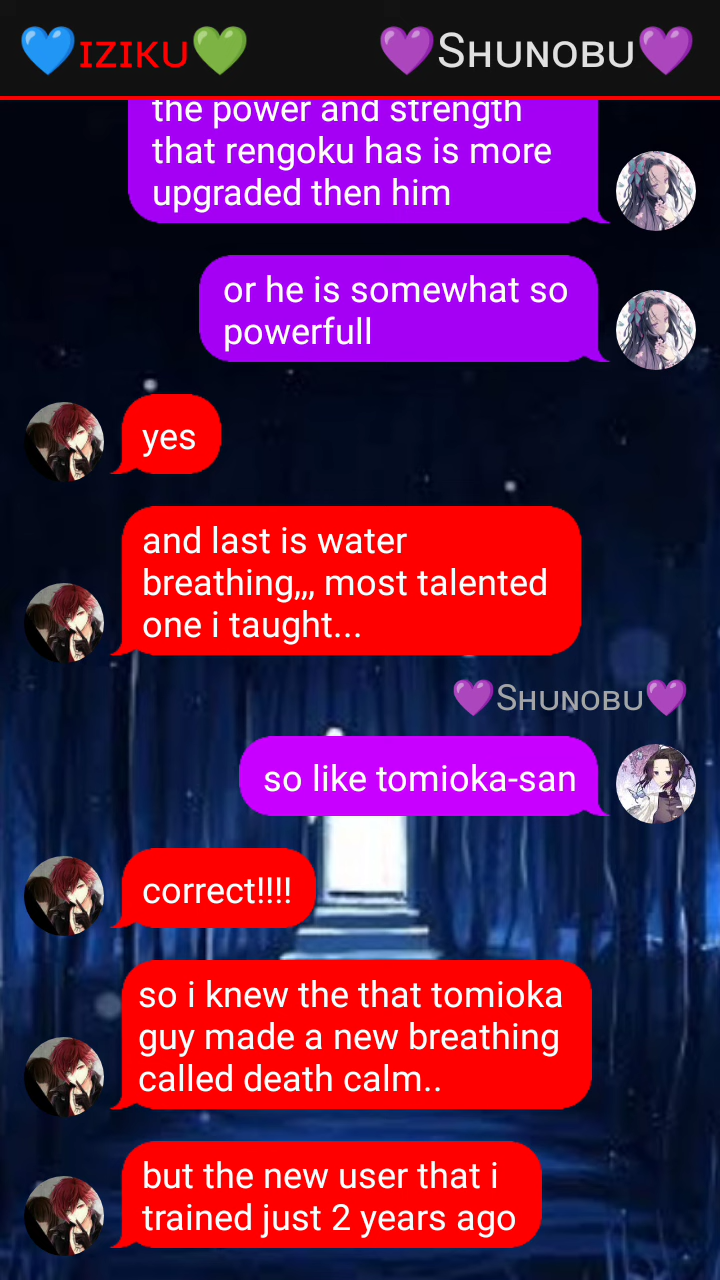 💙IZIKU💚 💜SHUNOBU💜
the power and strength
that rengoku has is more
upgraded then him
or he is somewhat so
powerfull
yes
and last is water
breathing,,, most talented
one i taught...
💜SHUNOBU💜
so like tomioka-san
correct!!!!
so i knew the that tomioka
guy made a new breathing
called death calm..
but the new user that i
trained just 2 years ago